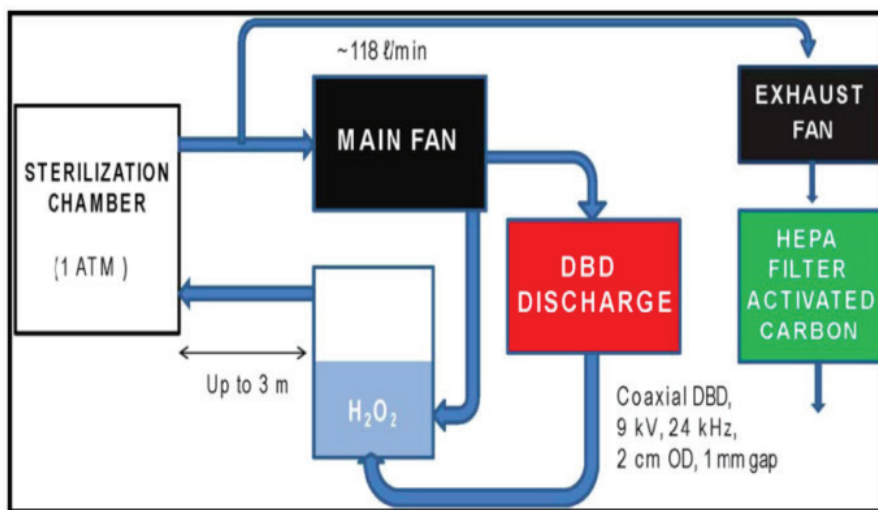 ~118 ℓ/min
MAIN FAN
EXHAUST
FAN
STERILIZATION
CHAMBER
(1 ATM )
DBD
DISCHARGE
HEPA
FILTER
ACTIVATED
CARBON
Up to 3 m
H₂O₂
Coaxial DBD,
9 kV, 24 kHz,
2 cm OD, 1 mm gap